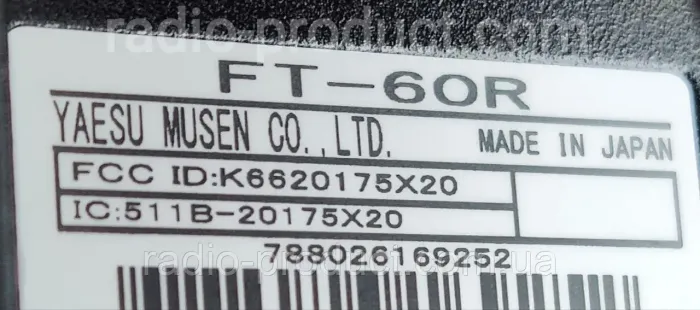 radio-product.com.ua
FT-60R
YAESU MUSEN CO.,LTD. MADE IN JAPAN
FCC ID:K6620175X20
IC:511B-20175X20
788026169252
radio-product.com.ua